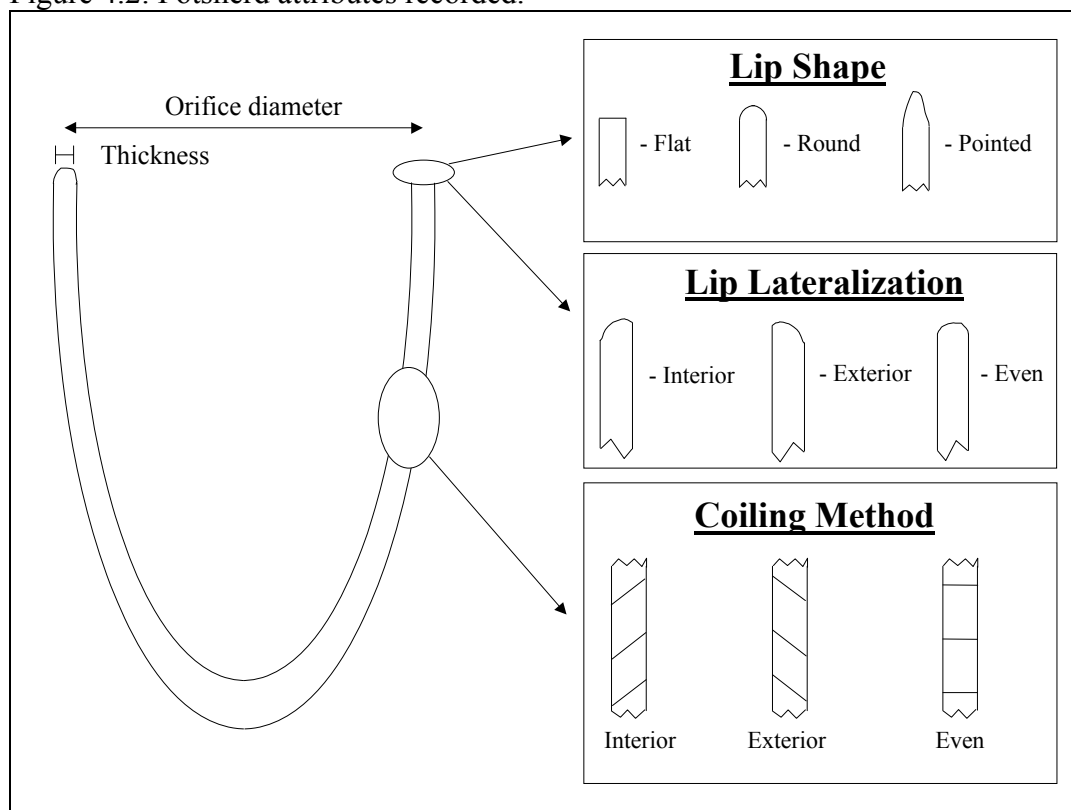 Figure 4.2: Potsherd attributes recorded.
Orifice diameter
Thickness
Lip Shape
- Flat
- Round
- Pointed
Lip Lateralization
- Interior
- Exterior
- Even
Coiling Method
Interior
Exterior
Even